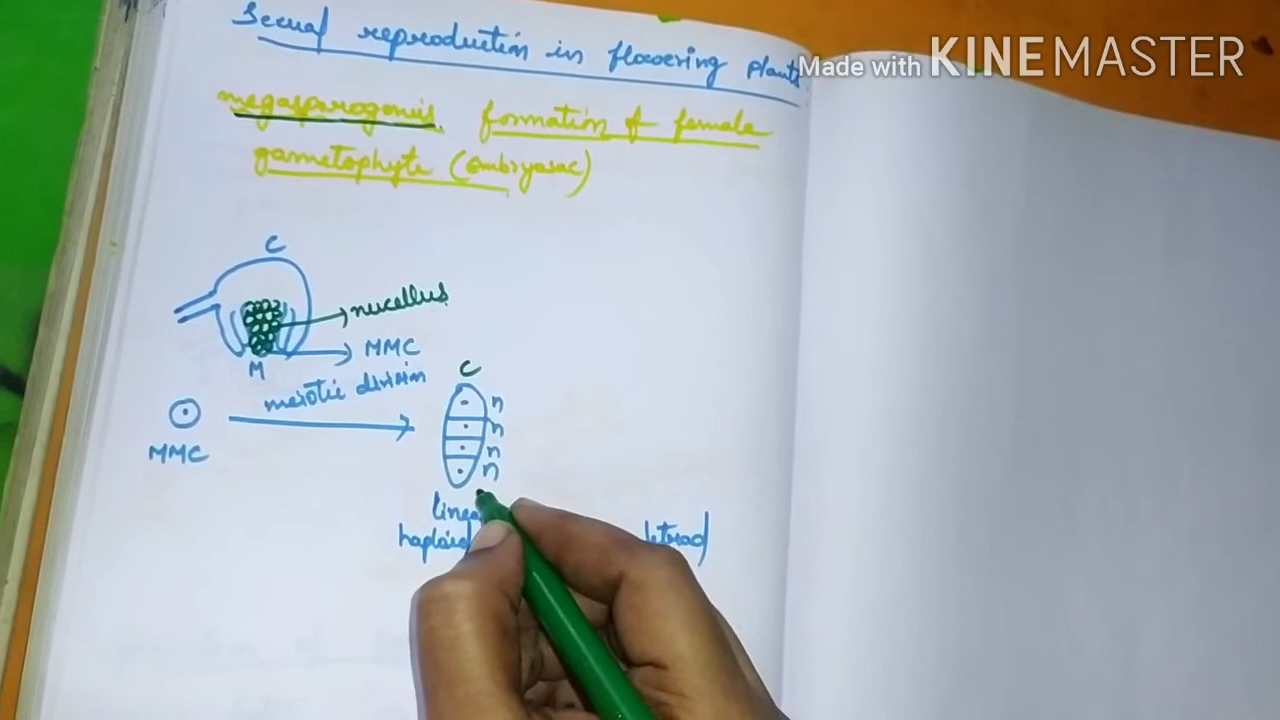 Sexual reproduction in flowering plants
Made with KINEMASTER
megasporogenesis formation of female
gametophyte (embryosac)
C
nucellus
MMC
M
meiotic division
C
MMC
n
n
n
n
haploid tetrad